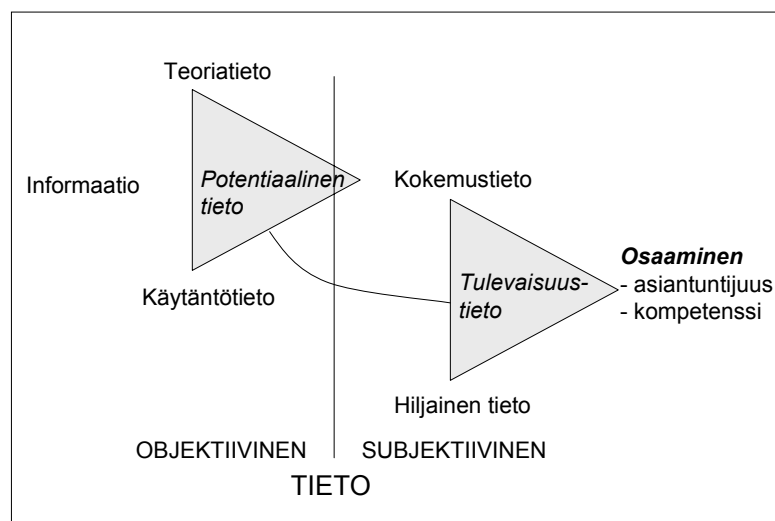 Teoriatieto
Informaatio
Potentiaalinen
tieto
Käytäntötieto
Kokemustieto
Tulevaisuus-
tieto
Hiljainen tieto
Osaaminen
- asiantuntijuus
- kompetenssi
OBJEKTIIVINEN
SUBJEKTIIVINEN
TIETO